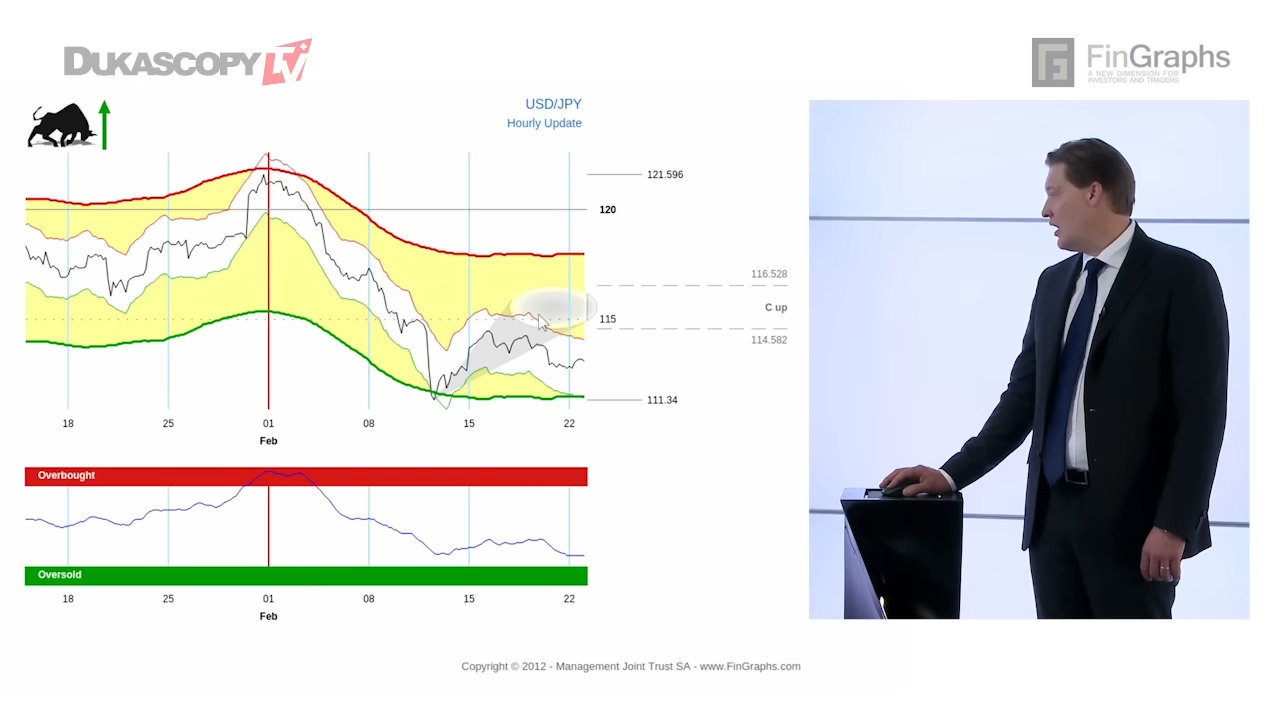 DUKASCOPY TV
FinGraphs
A NEW DIMENSION FOR
INVESTORS AND TRADERS
USD/JPY
Hourly Update
121.596
120
116.528
C up
115
114.582
111.34
18 25 01 08 15 22
Feb
Overbought
Oversold
18 25 01 08 15 22
Feb
Copyright © 2012 - Management Joint Trust SA - www.FinGraphs.com